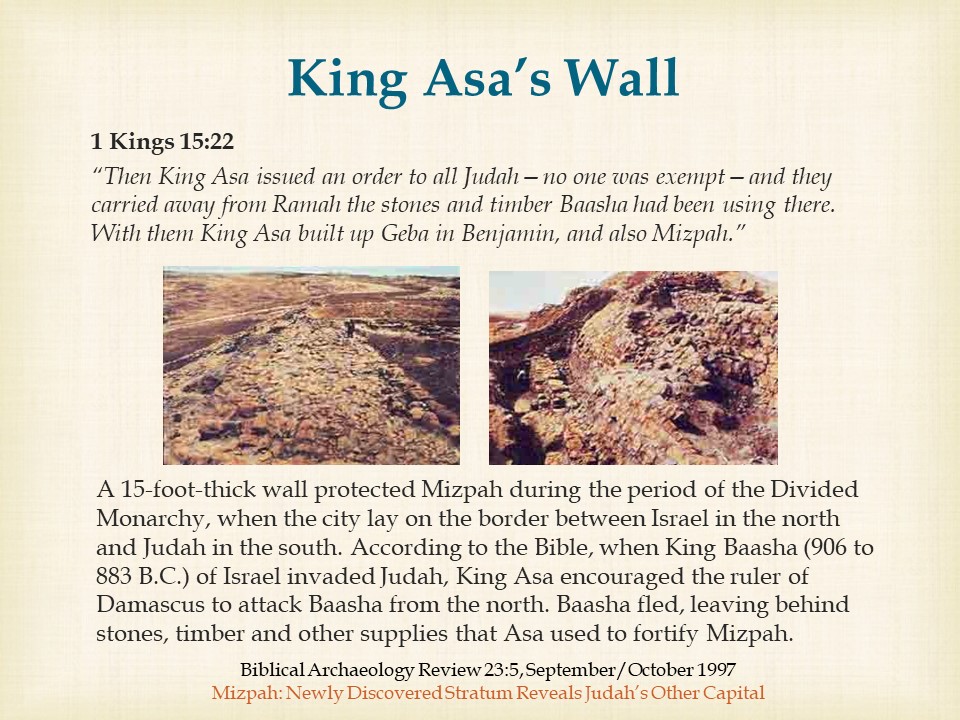 King Asa’s Wall
1 Kings 15:22
“Then King Asa issued an order to all Judah—no one was exempt—and they
carried away from Ramah the stones and timber Baasha had been using there.
With them King Asa built up Geba in Benjamin, and also Mizpah.”
A 15-foot-thick wall protected Mizpah during the period of the Divided
Monarchy, when the city lay on the border between Israel in the north
and Judah in the south. According to the Bible, when King Baasha (906 to
883 B.C.) of Israel invaded Judah, King Asa encouraged the ruler of
Damascus to attack Baasha from the north. Baasha fled, leaving behind
stones, timber and other supplies that Asa used to fortify Mizpah.
Biblical Archaeology Review 23:5, September/October 1997
Mizpah: Newly Discovered Stratum Reveals Judah’s Other Capital